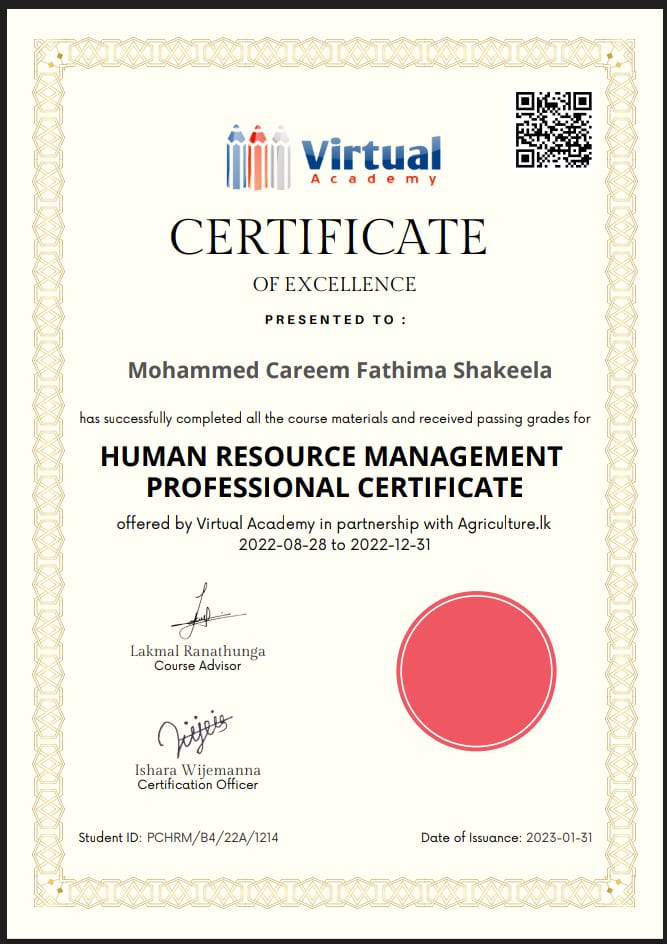 Virtual
Academy
CERTIFICATE
OF EXCELLENCE
PRESENTED TO :
Mohammed Careem Fathima Shakeela
has successfully completed all the course materials and received passing grades for
HUMAN RESOURCE MANAGEMENT
PROFESSIONAL CERTIFICATE
offered by Virtual Academy in partnership with Agriculture.lk
2022-08-28 to 2022-12-31
Lakmal Ranathunga
Course Advisor
Ishara Wijemanna
Certification Officer
Student ID: PCHRM/B4/22A/1214
Date of Issuance: 2023-01-31